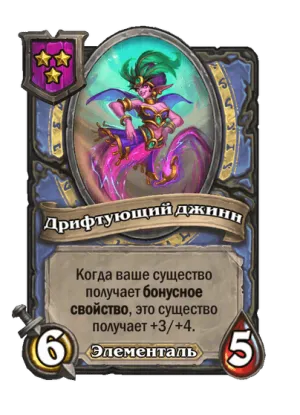 Дрифтующий джинн
Когда ваше существо
получает бонусное
свойство, это существо
получает +3/+4.
6
Элементаль
5